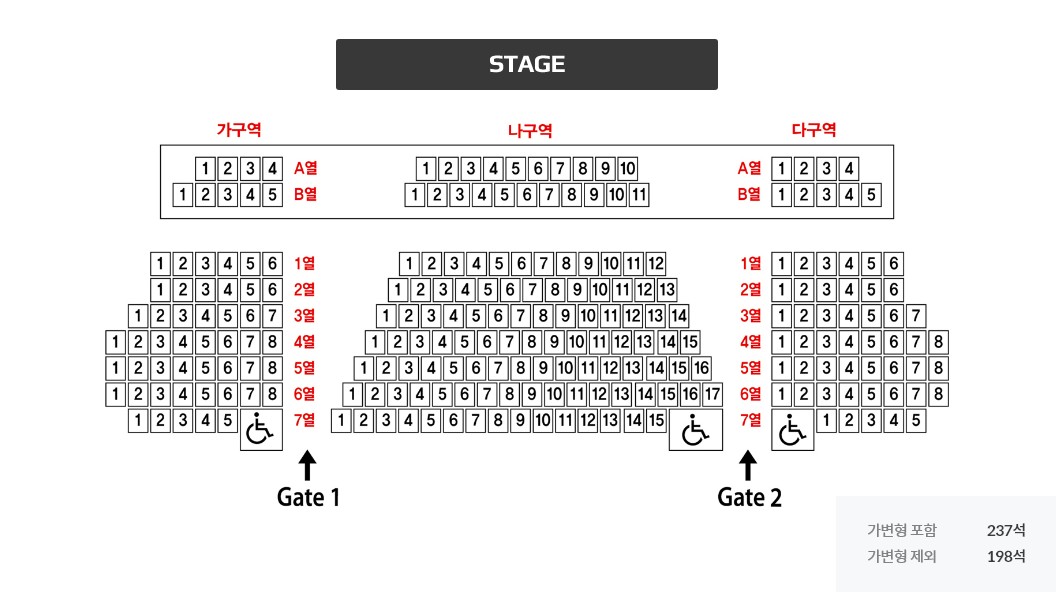 STAGE
가구역 나구역 다구역
1 2 3 4 A열 1 2 3 4 5 6 7 8 9 10 A열 1 2 3 4
1 2 3 4 5 B열 1 2 3 4 5 6 7 8 9 10 11 B열 1 2 3 4 5
1 2 3 4 5 6 1열 1 2 3 4 5 6 7 8 9 10 11 12 1열 1 2 3 4 5 6
1 2 3 4 5 6 2열 1 2 3 4 5 6 7 8 9 10 11 12 13 2열 1 2 3 4 5 6
1 2 3 4 5 6 7 3열 1 2 3 4 5 6 7 8 9 10 11 12 13 14 3열 1 2 3 4 5 6 7
1 2 3 4 5 6 7 8 4열 1 2 3 4 5 6 7 8 9 10 11 12 13 14 15 4열 1 2 3 4 5 6 7 8
1 2 3 4 5 6 7 8 5열 1 2 3 4 5 6 7 8 9 10 11 12 13 14 15 16 5열 1 2 3 4 5 6 7 8
1 2 3 4 5 6 7 8 6열 1 2 3 4 5 6 7 8 9 10 11 12 13 14 15 16 17 6열 1 2 3 4 5 6 7 8
1 2 3 4 5 7열 1 2 3 4 5 6 7 8 9 10 11 12 13 14 15 7열 1 2 3 4 5
Gate 1 Gate 2
가변형 포함 237석
가변형 제외 198석